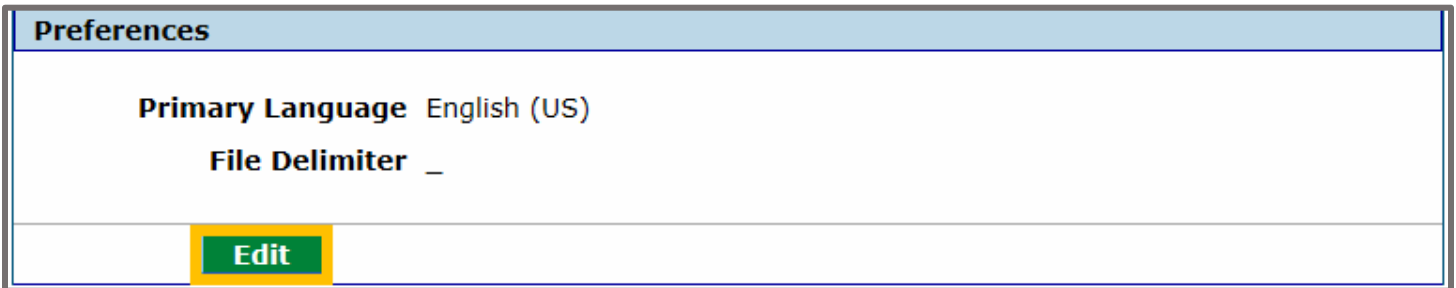 Preferences
Primary Language English (US)
File Delimiter _
Edit